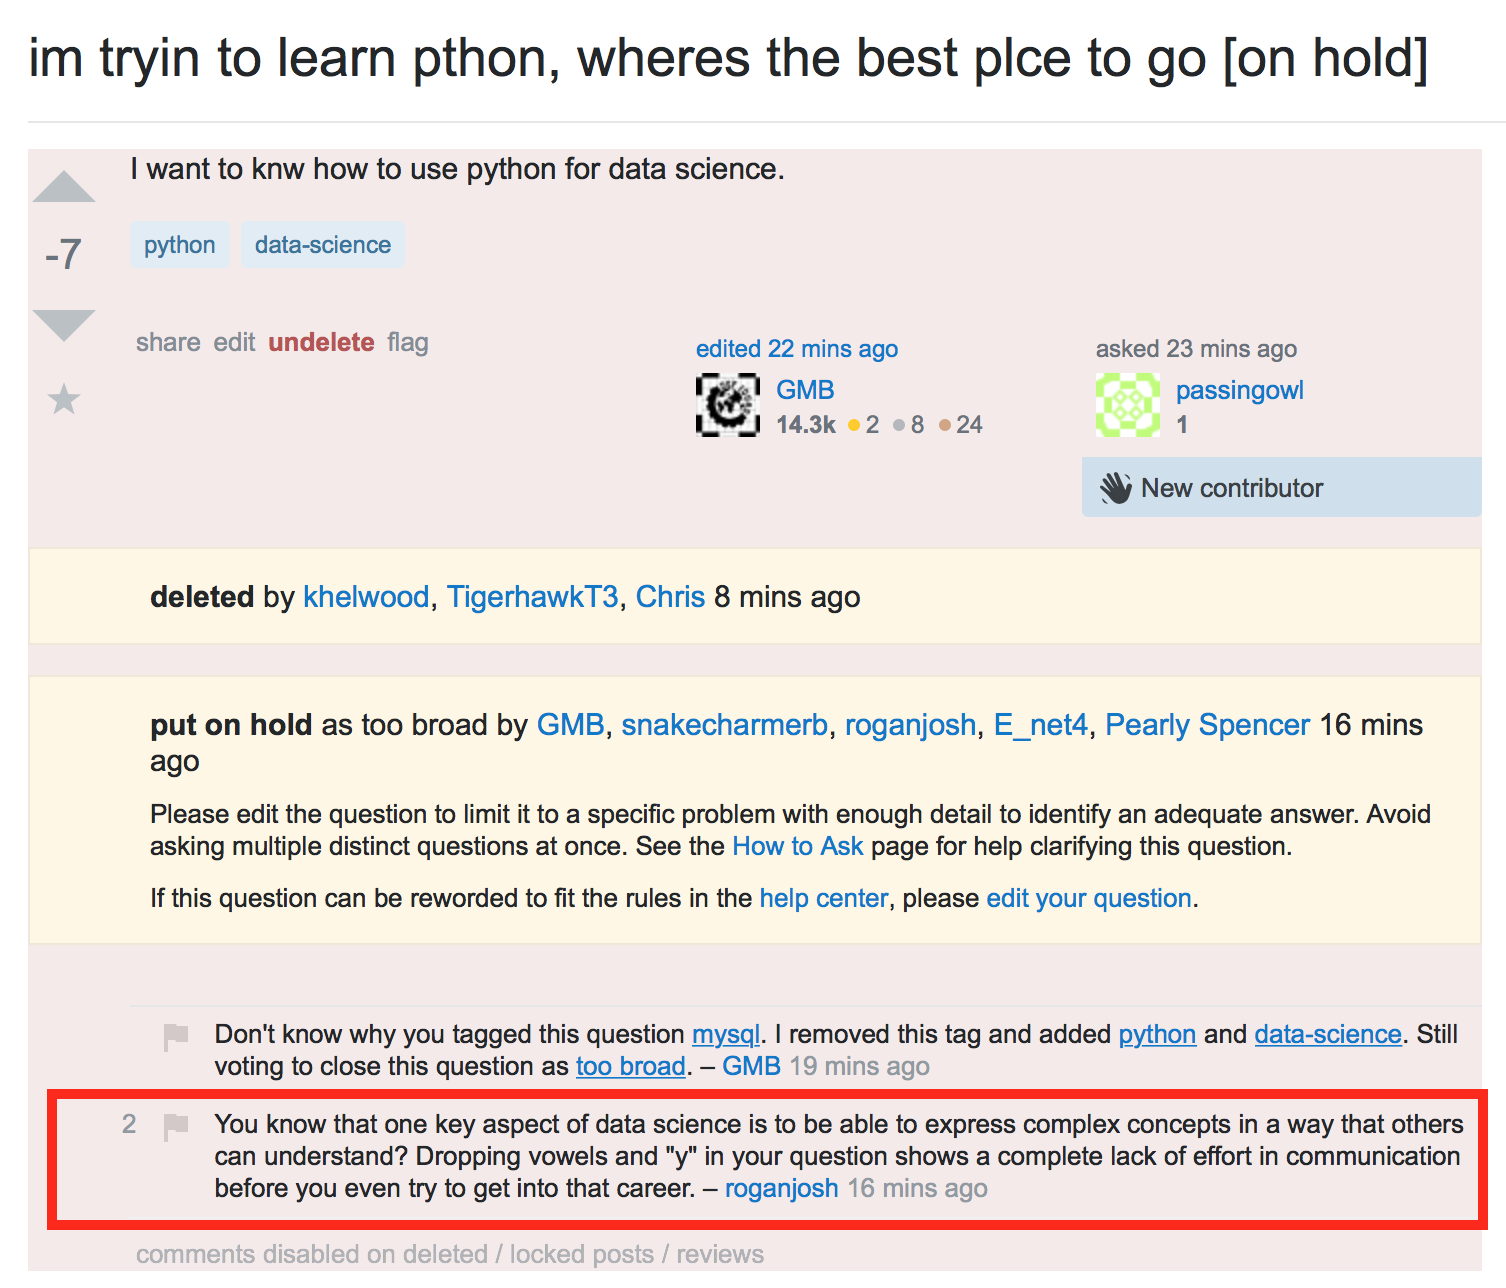 im tryin to learn pthon, wheres the best plce to go [on hold]
I want to knw how to use python for data science.
-7
python data-science
share edit undelete flag
edited 22 mins ago
GMB
14.3k 2 8 24
asked 23 mins ago
passingowl
1
New contributor
deleted by khelwood, TigerhawkT3, Chris 8 mins ago
put on hold as too broad by GMB, snakecharmerb, roganjosh, E_net4, Pearly Spencer 16 mins
ago
Please edit the question to limit it to a specific problem with enough detail to identify an adequate answer. Avoid
asking multiple distinct questions at once. See the How to Ask page for help clarifying this question.
If this question can be reworded to fit the rules in the help center, please edit your question.
Don't know why you tagged this question mysql. I removed this tag and added python and data-science. Still
voting to close this question as too broad. – GMB 19 mins ago
2 You know that one key aspect of data science is to be able to express complex concepts in a way that others
can understand? Dropping vowels and "y" in your question shows a complete lack of effort in communication
before you even try to get into that career. – roganjosh 16 mins ago
comments disabled on deleted / locked posts / reviews